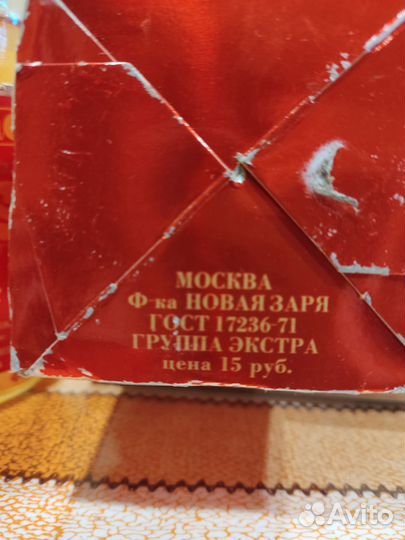 МОСКВА
Ф-ка НОВАЯ ЗАРЯ
ГОСТ 17236-71
ГРУППА ЭКСТРА
цена 15 руб.
Avito